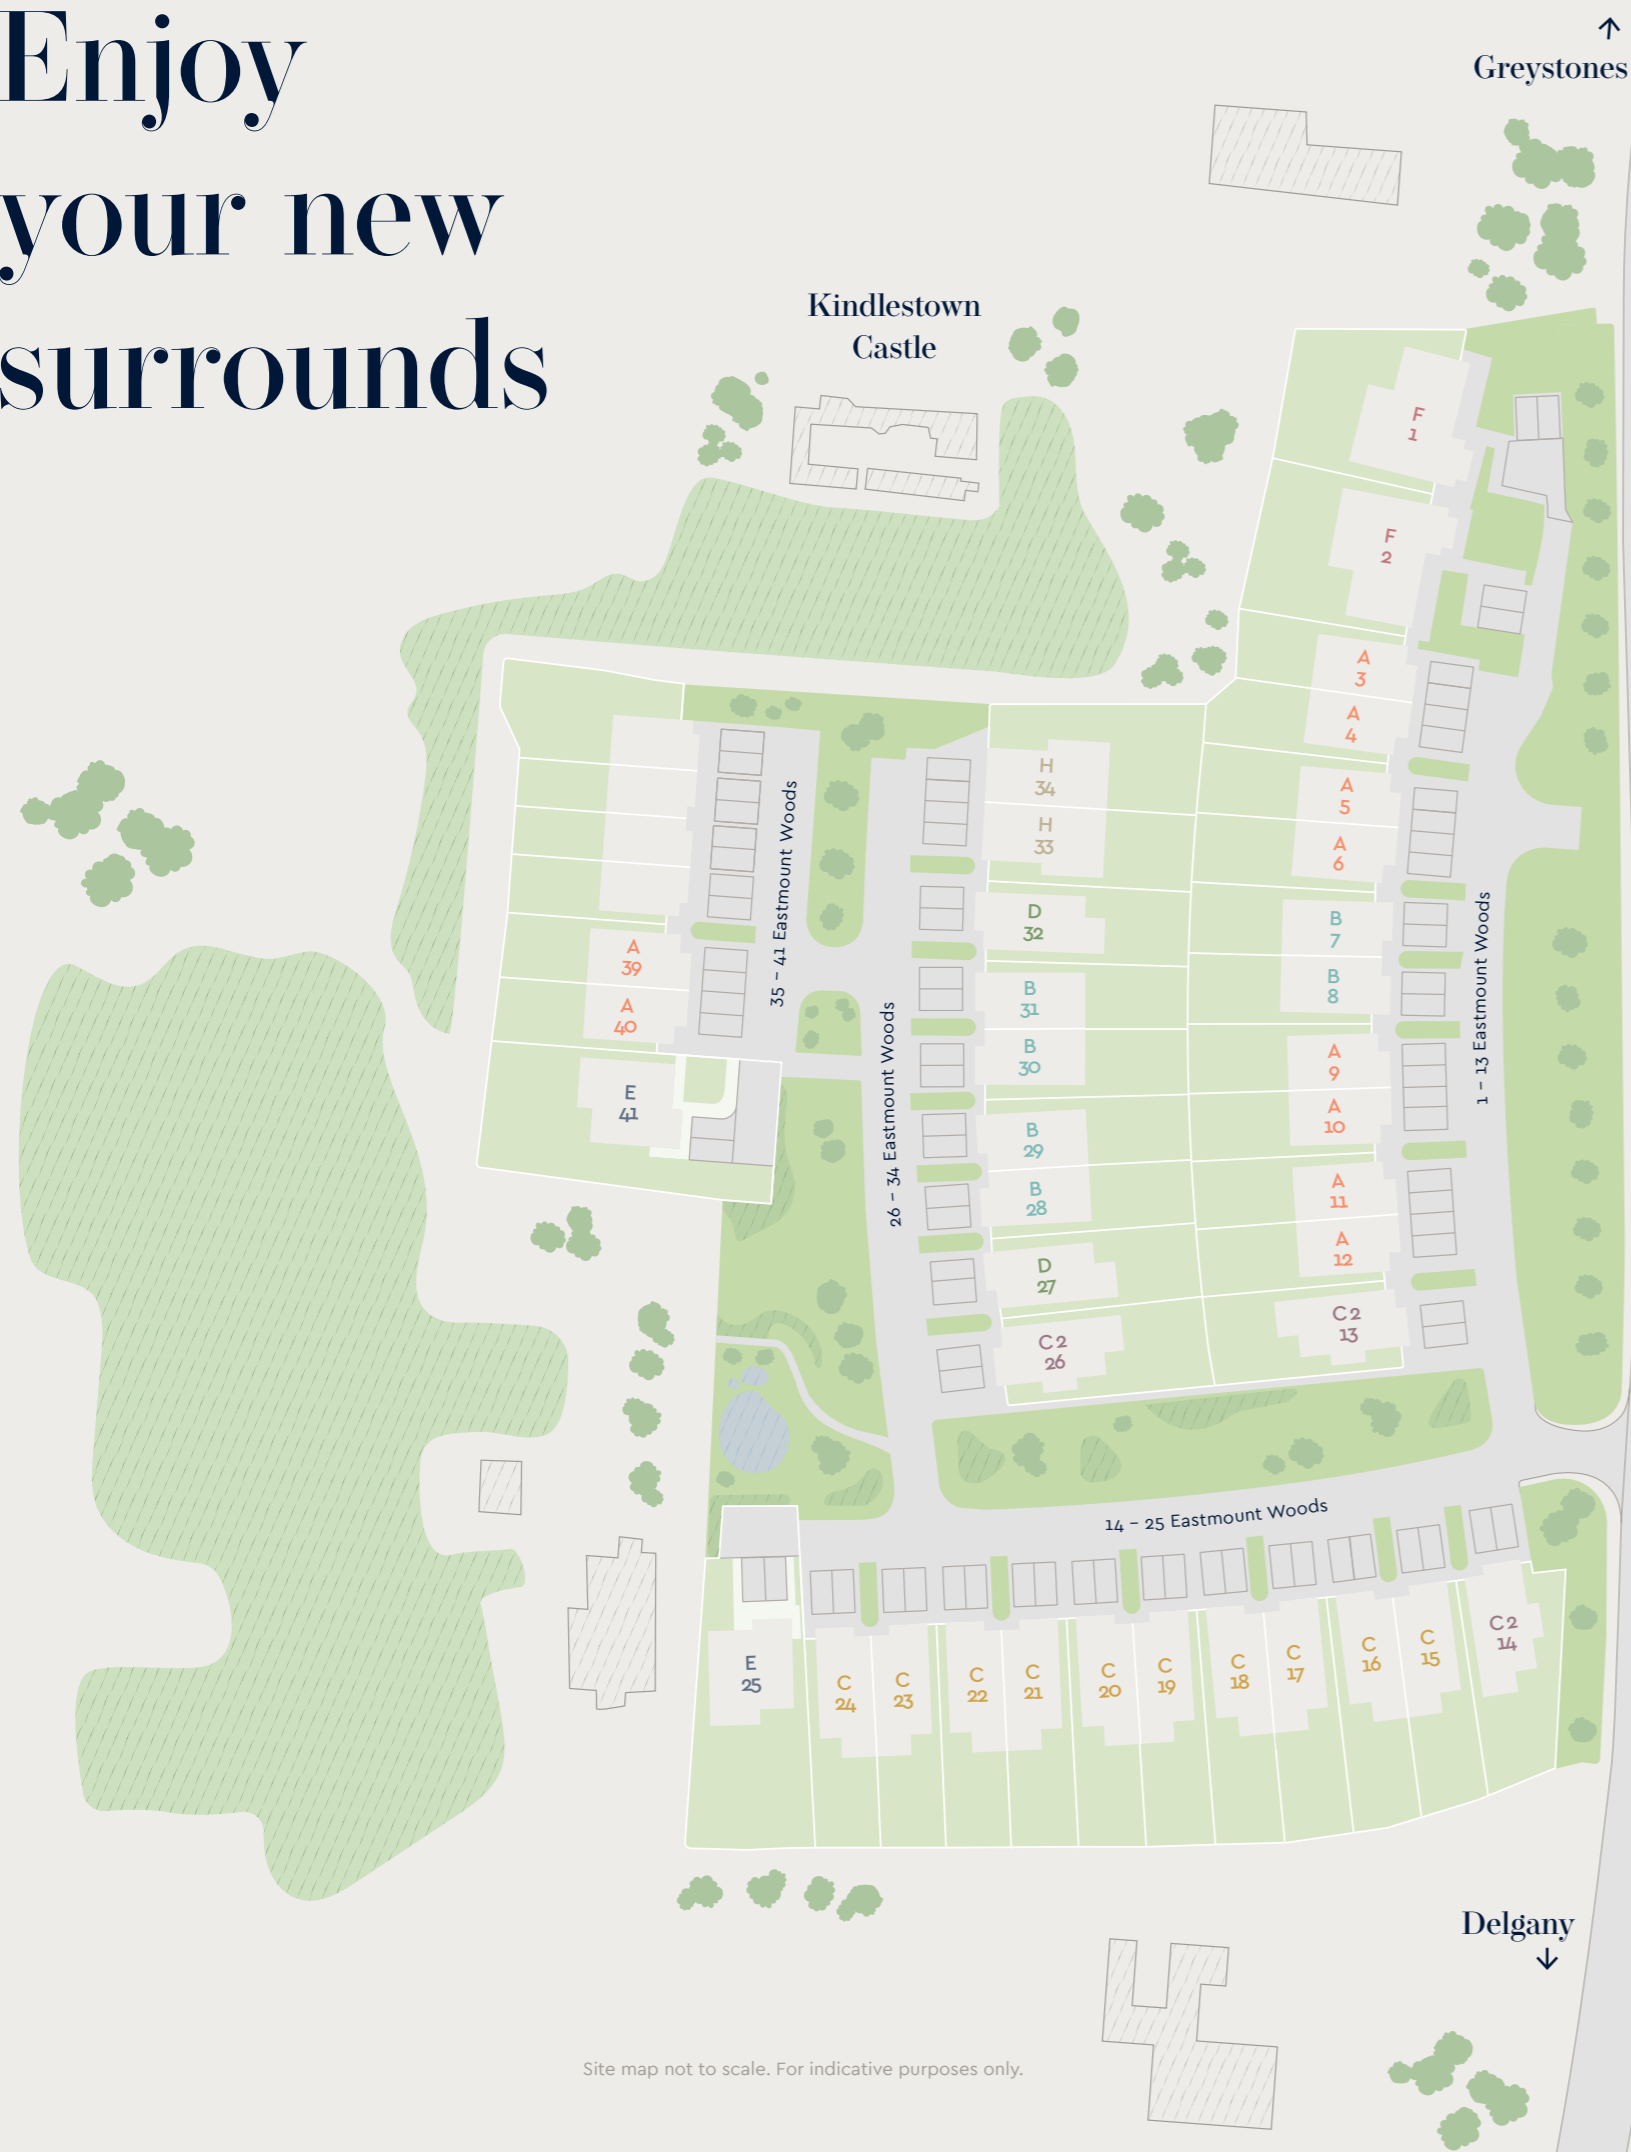 Enjoy
your new
surrounds
Greystones
Kindlestown
Castle
F
1
F
2
A
3
A
4
A
5
A
6
B
7
B
8
A
9
A
10
A
11
A
12
C2
13
1 – 13 Eastmount Woods
H
34
H
33
D
32
B
31
B
30
B
29
B
28
D
27
C2
26
26 – 34 Eastmount Woods
35 – 41 Eastmount Woods
A
39
A
40
E
41
14 – 25 Eastmount Woods
E
25
C
24
C
23
C
22
C
21
C
20
C
19
C
18
C
17
C
16
C
15
C2
14
Delgany
Site map not to scale. For indicative purposes only.